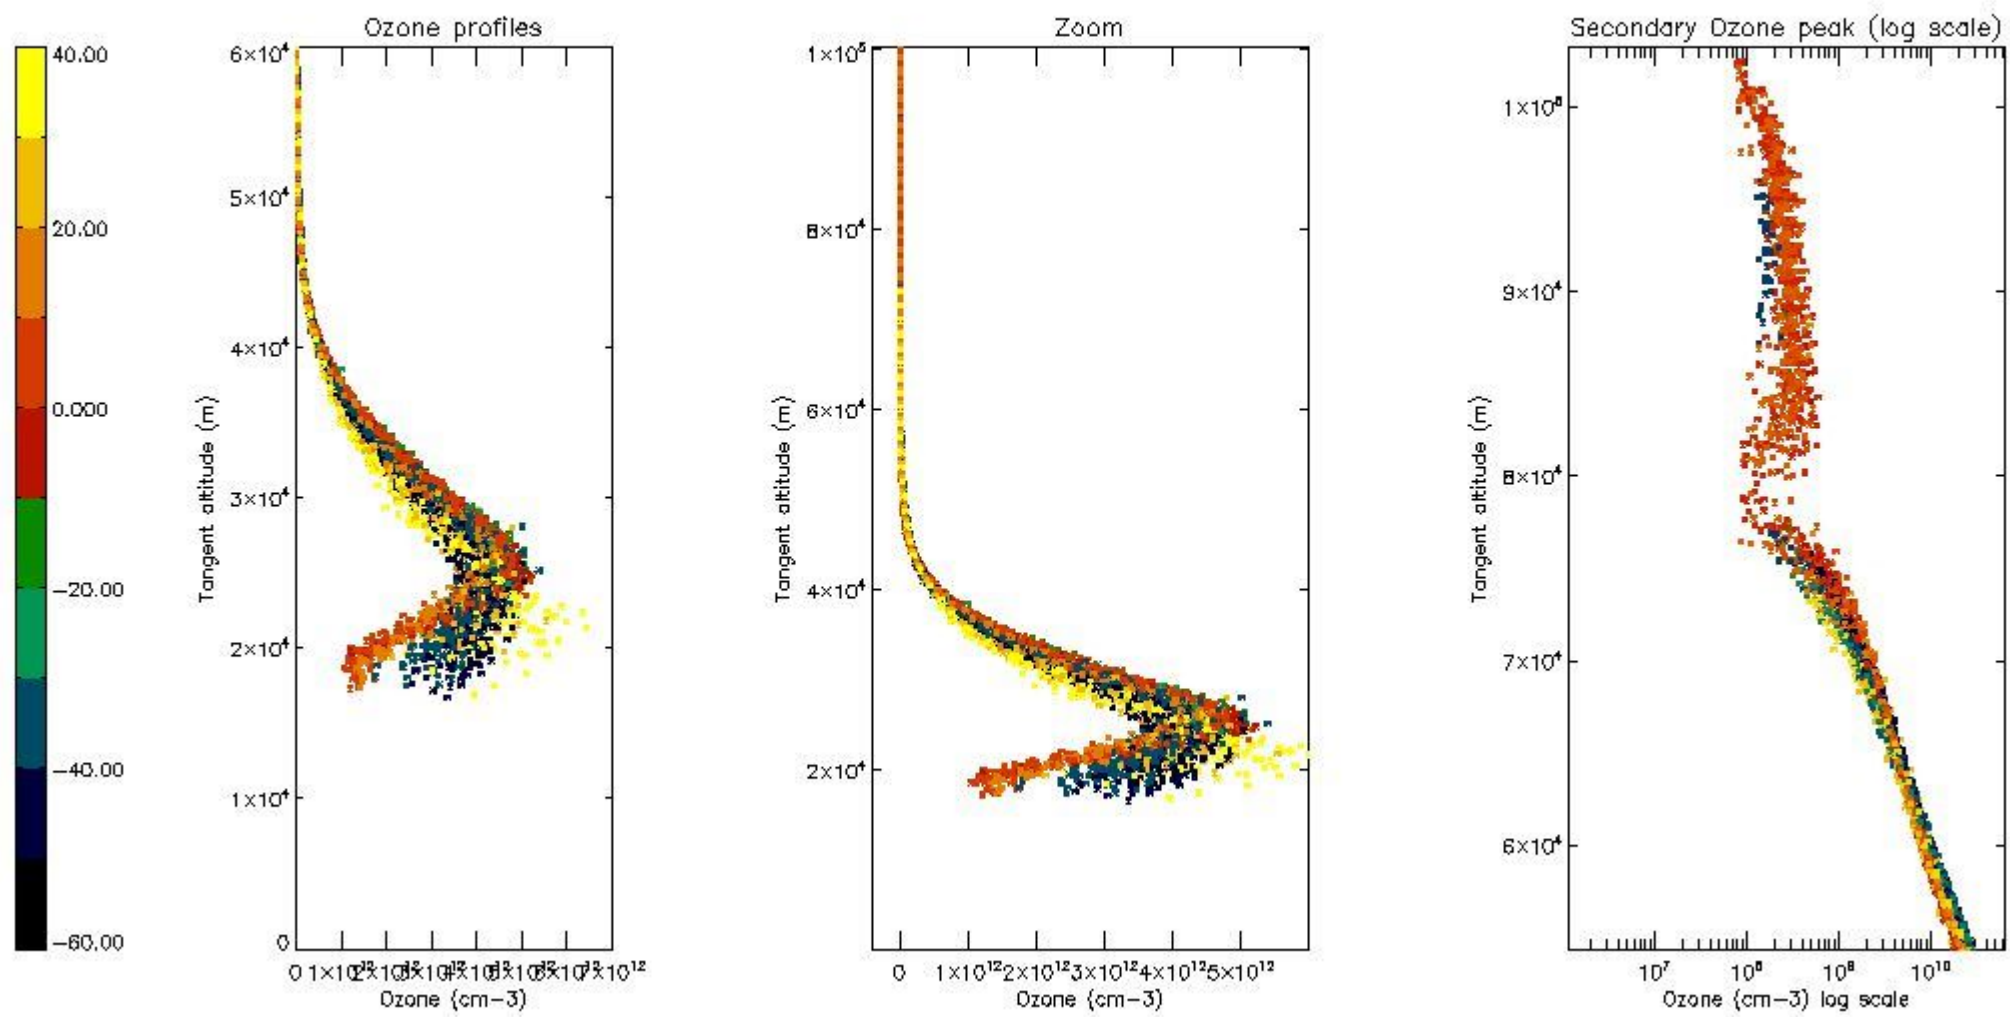 Ozone profiles
Zoom
Secondary Ozone peak (log scale)
40.00
20.00
0.000
−20.00
−40.00
−60.00
6×10⁴
5×10⁴
4×10⁴
3×10⁴
2×10⁴
1×10⁴
0
Tangent altitude (m)
0
7×10¹²
Ozone (cm−3)
1×10⁵
8×10⁴
6×10⁴
4×10⁴
2×10⁴
Tangent altitude (m)
0 1×10¹² 2×10¹² 3×10¹² 4×10¹² 5×10¹²
Ozone (cm−3)
9×10⁴
8×10⁴
7×10⁴
6×10⁴
Tangent altitude (m)
10⁷ 10⁸ 10⁹ 10¹⁰
Ozone (cm−3) log scale